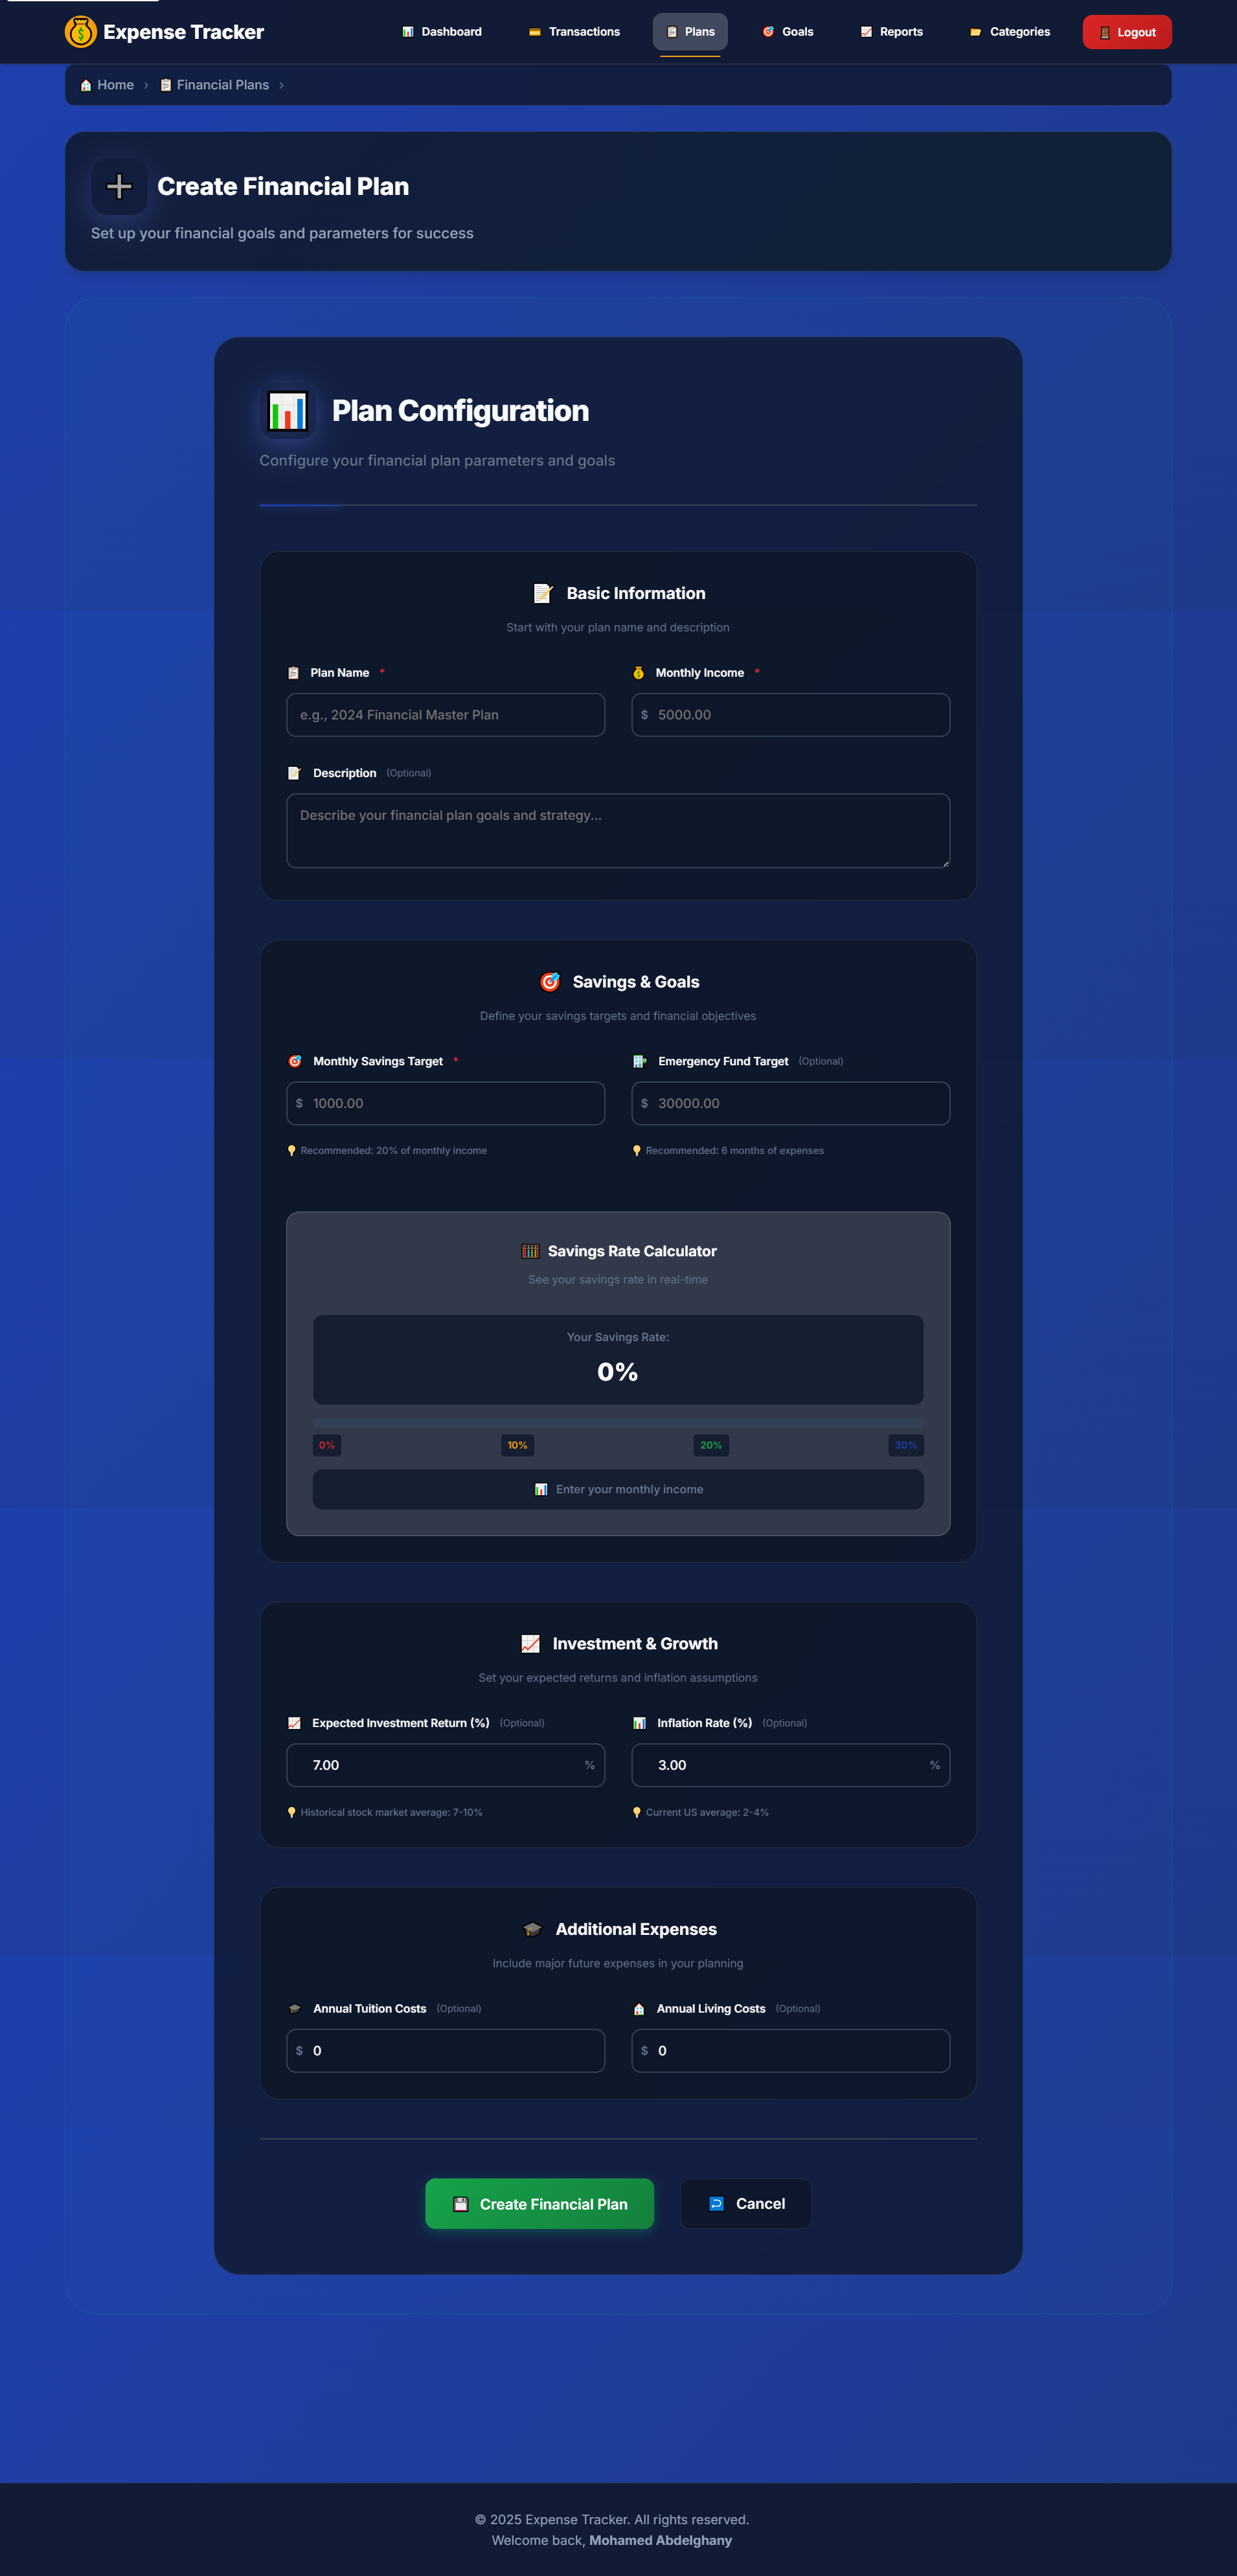 Expense Tracker
Dashboard
Transactions
Plans
Goals
Reports
Categories
Logout
Home › Financial Plans ›
Create Financial Plan
Set up your financial goals and parameters for success
Plan Configuration
Configure your financial plan parameters and goals
Basic Information
Start with your plan name and description
Plan Name *
Monthly Income *
e.g., 2024 Financial Master Plan
$ 5000.00
Description (Optional)
Describe your financial plan goals and strategy...
Savings & Goals
Define your savings targets and financial objectives
Monthly Savings Target *
Emergency Fund Target (Optional)
$ 1000.00
$ 30000.00
Recommended: 20% of monthly income
Recommended: 6 months of expenses
Savings Rate Calculator
See your savings rate in real-time
Your Savings Rate:
0%
0%
10%
20%
30%
Enter your monthly income
Investment & Growth
Set your expected returns and inflation assumptions
Expected Investment Return (%) (Optional)
Inflation Rate (%) (Optional)
7.00 %
3.00 %
Historical stock market average: 7-10%
Current US average: 2-4%
Additional Expenses
Include major future expenses in your planning
Annual Tuition Costs (Optional)
Annual Living Costs (Optional)
$ 0
$ 0
Create Financial Plan
Cancel
© 2025 Expense Tracker. All rights reserved.
Welcome back, Mohamed Abdelghany